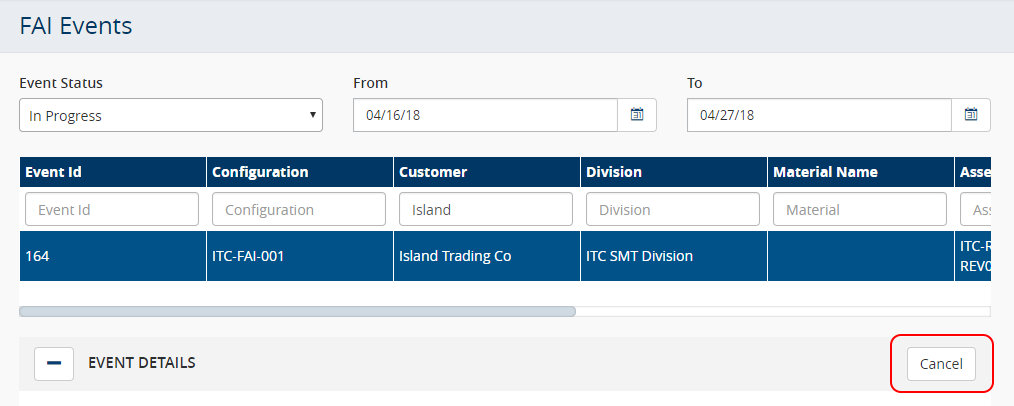 FAI Events
Event Status From To
In Progress 04/16/18 04/27/18
Event Id Configuration Customer Division Material Name Asse
Event Id Configuration Island Division Material Ass
164 ITC-FAI-001 Island Trading Co ITC SMT Division ITC-R
REV0
EVENT DETAILS Cancel